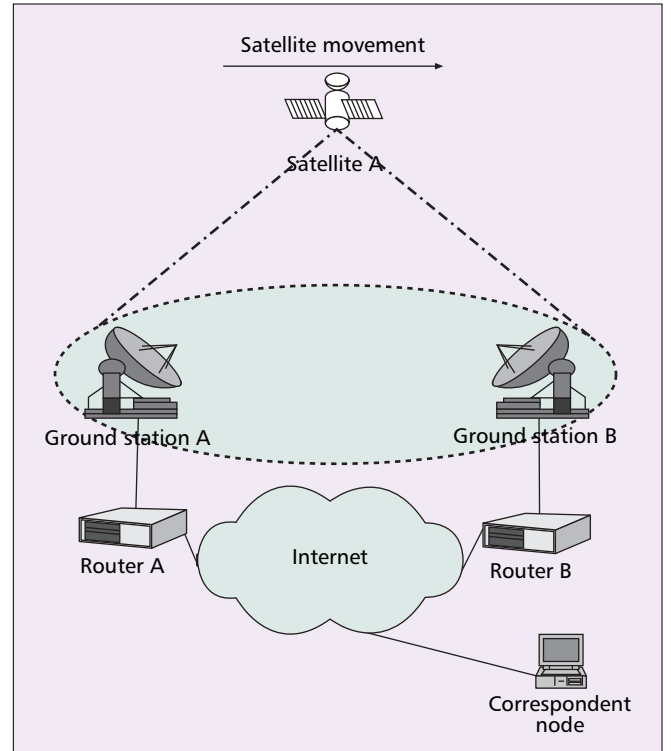 Satellite movement
Satellite A
Ground station A
Ground station B
Internet
Router A
Router B
Correspondent
node